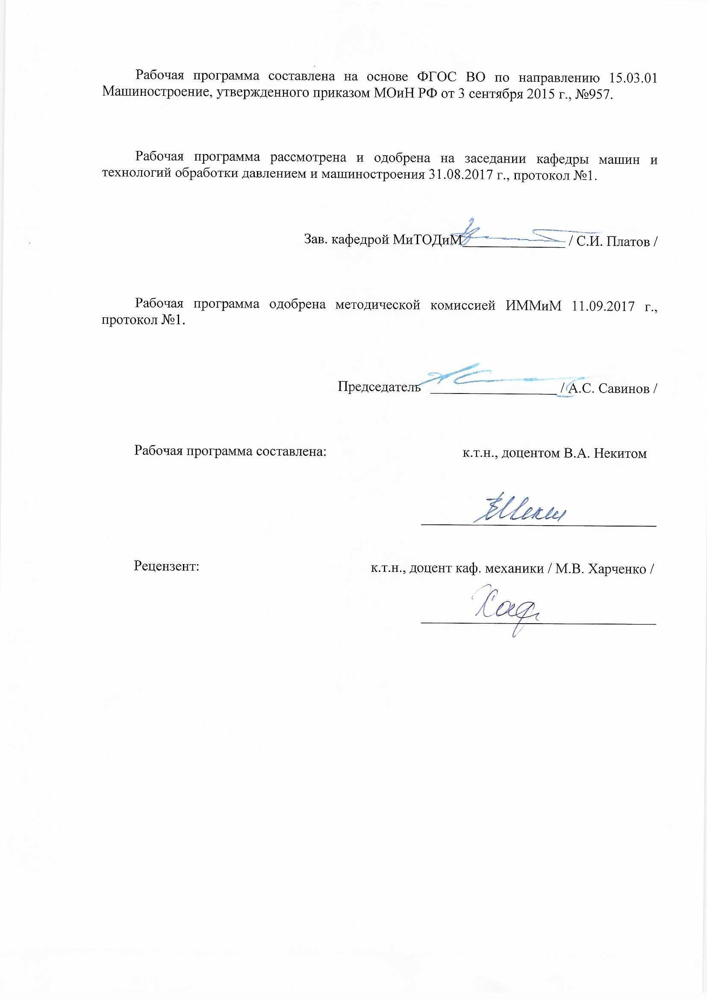 Рабочая программа составлена на основе ФГОС ВО по направлению 15.03.01
Машиностроение, утвержденного приказом МОиН РФ от 3 сентября 2015 г., №957.
Рабочая программа рассмотрена и одобрена на заседании кафедры машин и
технологий обработки давлением и машиностроения 31.08.2017 г., протокол №1.
Зав. кафедрой МиТОДиМ / С.И. Платов /
Рабочая программа одобрена методической комиссией ИММиМ 11.09.2017 г.,
протокол №1.
Председатель / А.С. Савинов /
Рабочая программа составлена: к.т.н., доцентом В.А. Некитом
Рецензент: к.т.н., доцент каф. механики / М.В. Харченко /